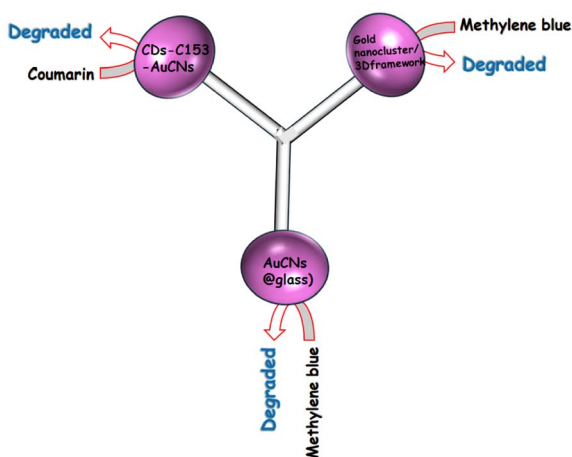 Degraded
Coumarin
CDs-C153
-AuCNs
Gold
nanocluster/
3Dframework
Methylene blue
Degraded
AuCNs
@glass)
Degraded
Methylene blue